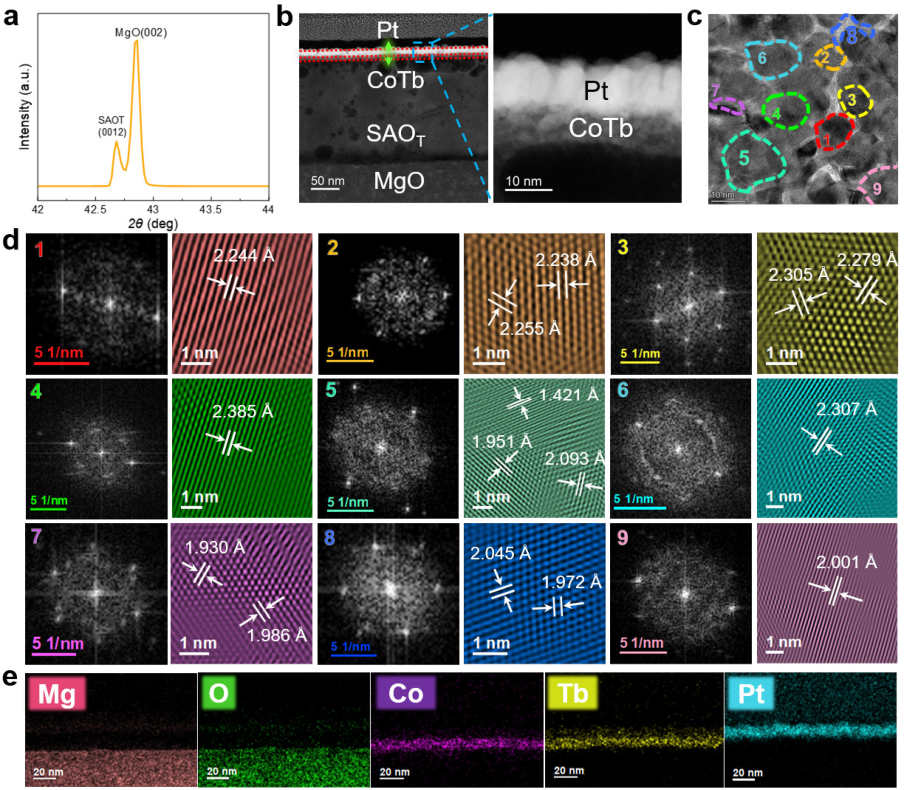 a
MgO(002)
SAOT
(0012)
Intensity (a.u.)
42 42.5 43 43.5 44
2θ (deg)
b
Pt
CoTb
SAOT
MgO
50 nm
Pt
CoTb
10 nm
c
8
6
2
7
3
4
1
5
9
10 nm
d
1
5 1/nm
2.244 Å
1 nm
2
5 1/nm
2.238 Å
2.255 Å
1 nm
3
5 1/nm
2.305 Å
2.279 Å
1 nm
4
5 1/nm
2.385 Å
1 nm
5
5 1/nm
1.421 Å
1.951 Å
2.093 Å
1 nm
6
5 1/nm
2.307 Å
1 nm
7
5 1/nm
1.930 Å
1.986 Å
1 nm
8
5 1/nm
2.045 Å
1.972 Å
1 nm
9
5 1/nm
2.001 Å
1 nm
e
Mg
20 nm
O
20 nm
Co
20 nm
Tb
20 nm
Pt
20 nm